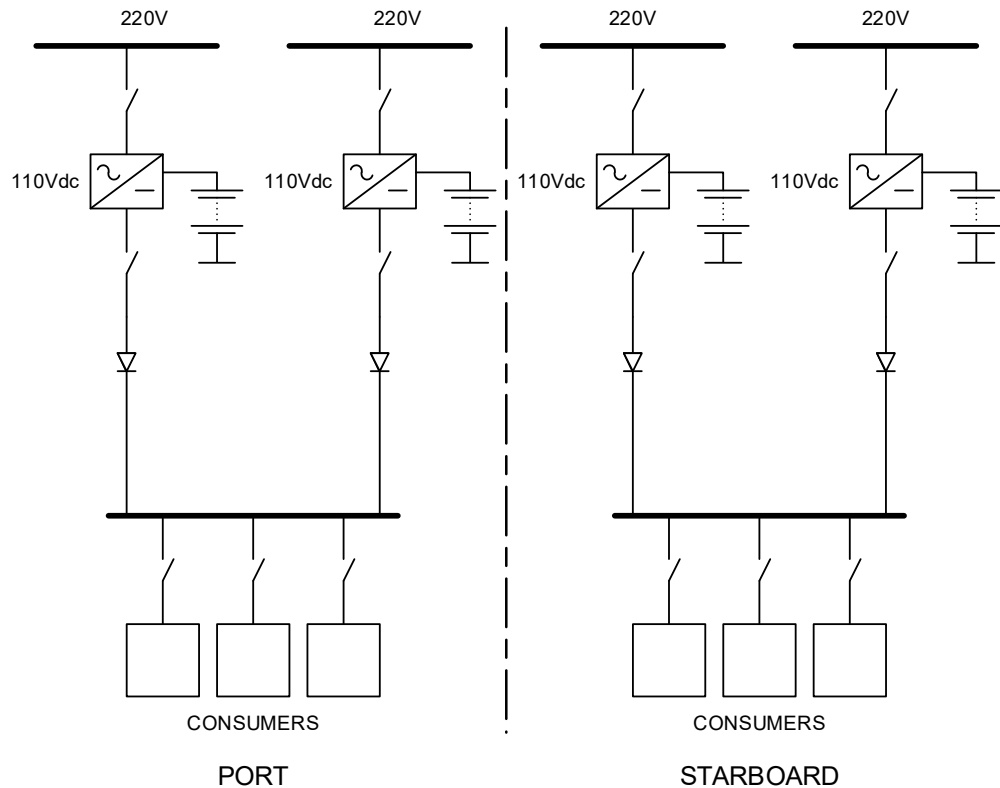 220V
220V
220V
220V
110Vdc
110Vdc
110Vdc
110Vdc
CONSUMERS
CONSUMERS
PORT
STARBOARD